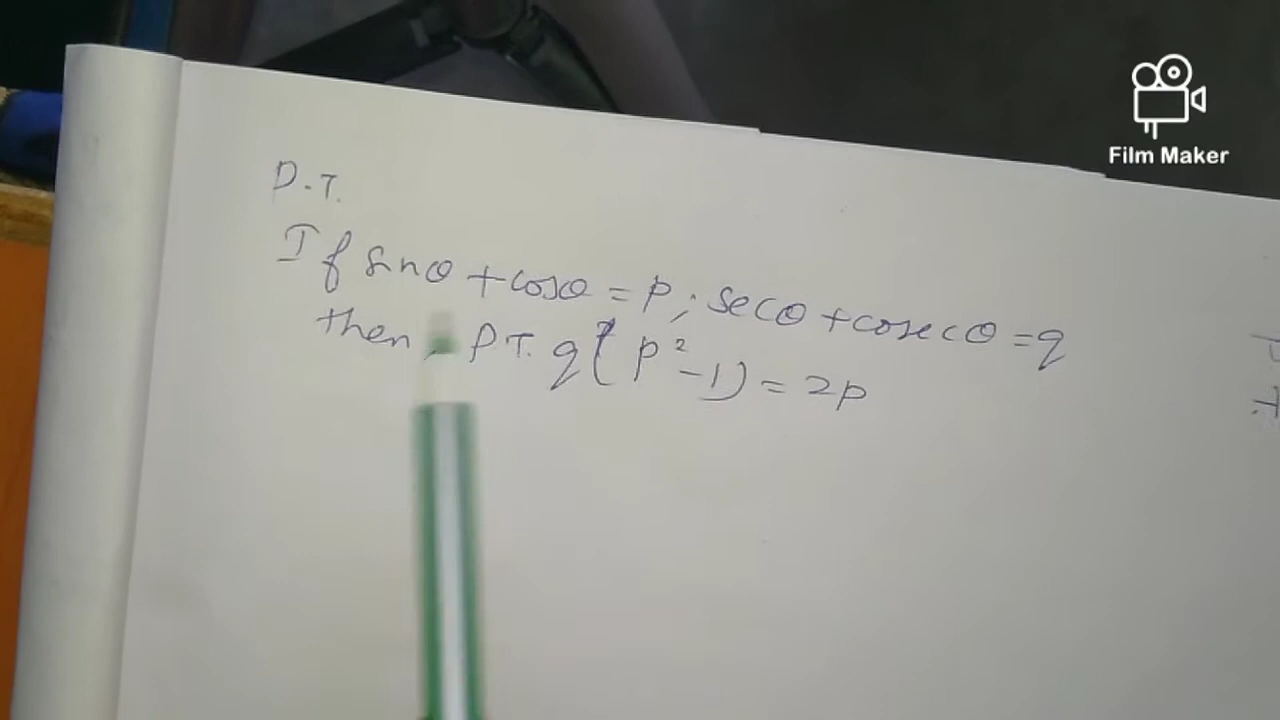 P.T.
If sinθ + cosθ = p ; secθ + cosecθ = q
then, P.T. q(p² - 1) = 2p
Film Maker